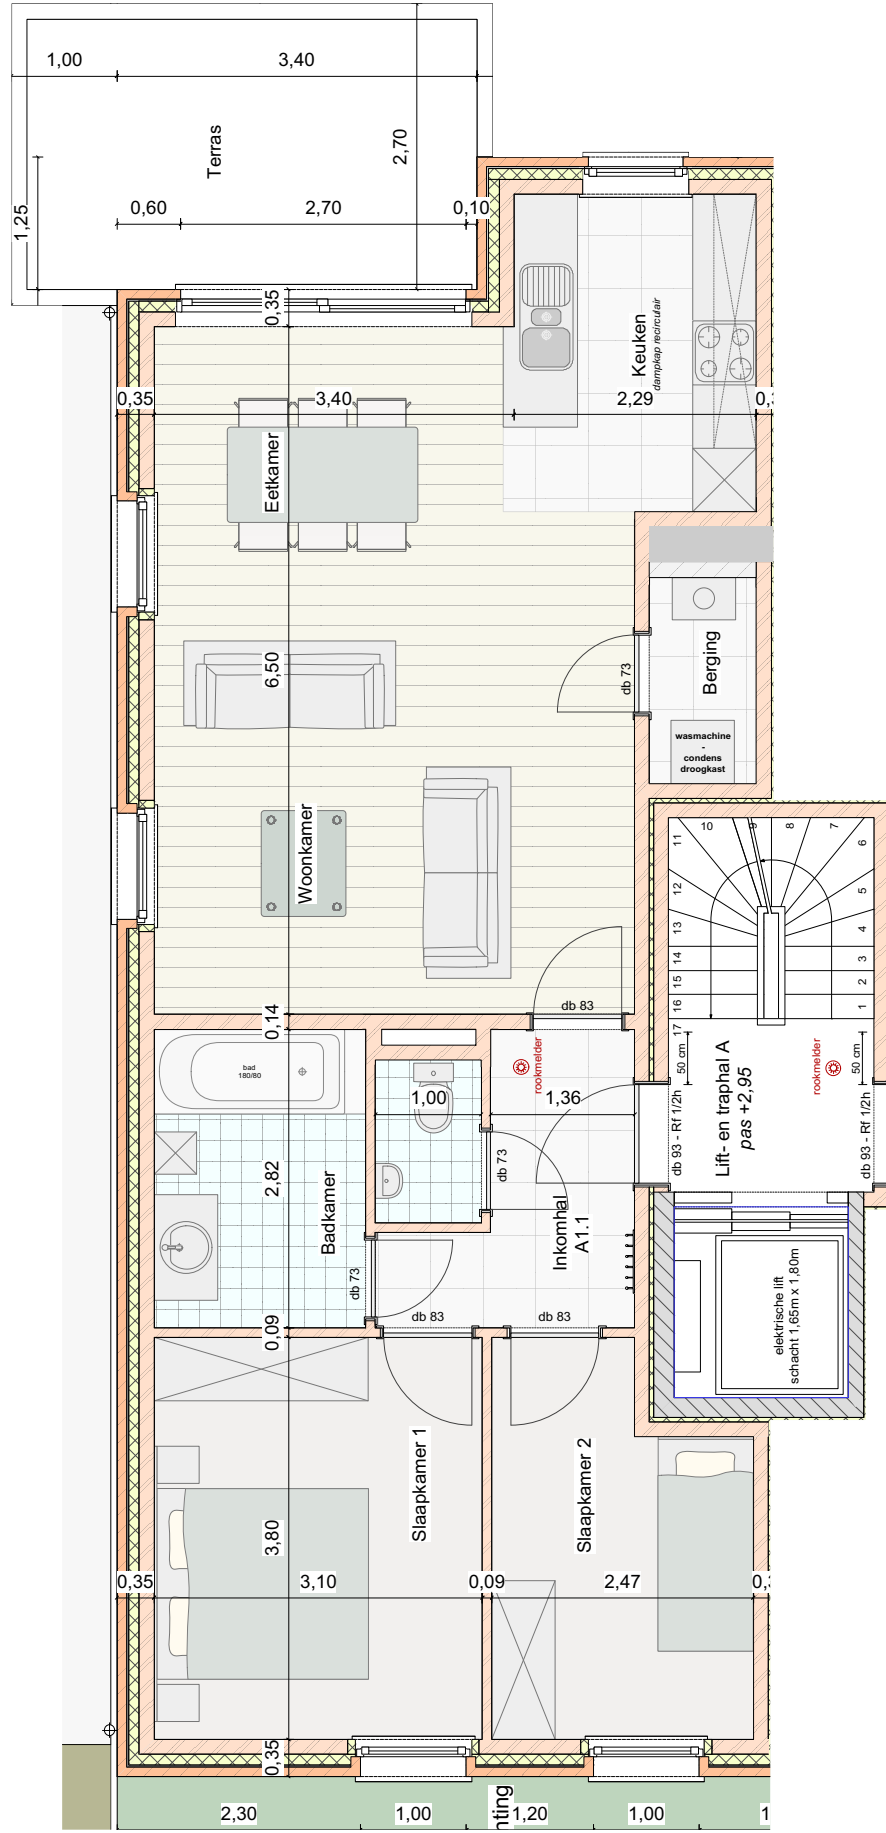 1,00
3,40
Terras
2,70
1,25
0,60
2,70
0,10
0,35
Keuken
dampkap recirculair
0,35
3,40
2,29
Eetkamer
6,50
db 73
Berging
wasmachine
-
condens
droogkast
Woonkamer
10
9
8
7
11
6
12
5
13
4
14
3
15
2
16
1
17
0,14
db 83
rookmelder
50 cm
Lift- en traphal A
pas +2,95
rookmelder
50 cm
bad
180/80
1,00
1,36
db 93 - Rf 1/2h
db 93 - Rf 1/2h
2,82
Badkamer
db 73
Inkomhal
A1.1
db 73
elektrische lift
schacht 1,65m x 1,80m
0,09
db 83
db 83
Slaapkamer 1
Slaapkamer 2
3,80
0,35
3,10
0,09
2,47
0,35
2,30
1,00
1,20
1,00